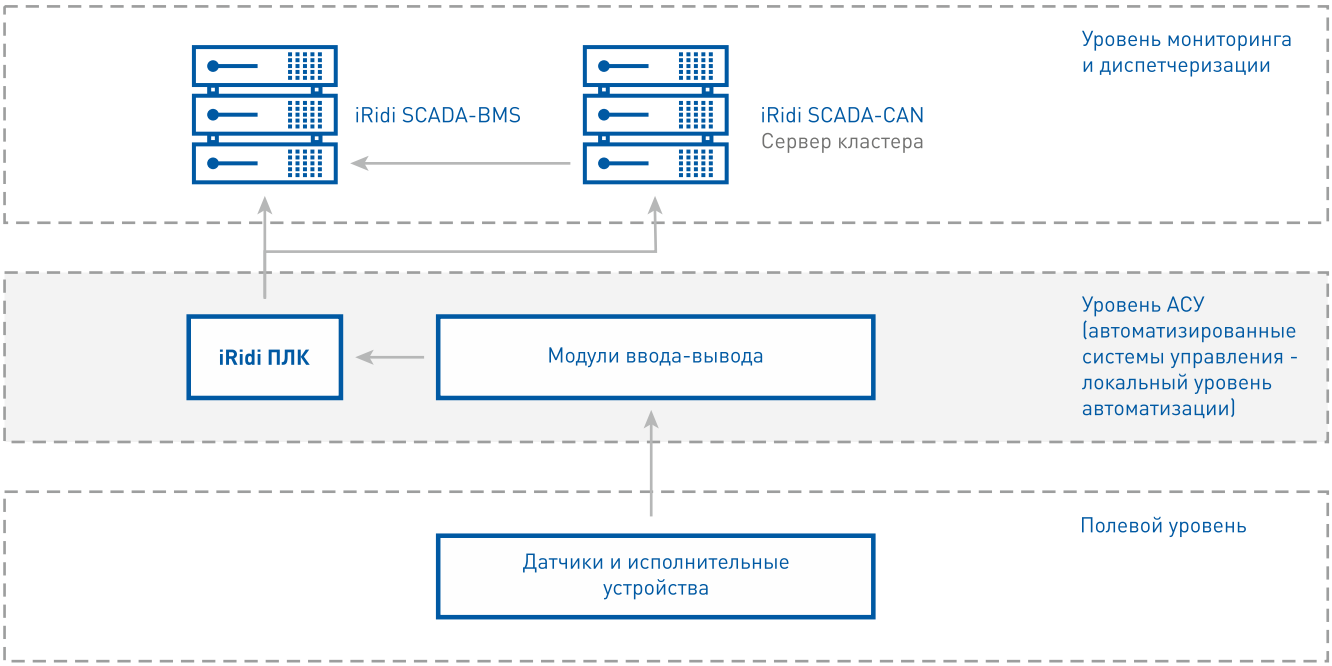 Уровень мониторинга
и диспетчеризации
iRidi SCADA-BMS
iRidi SCADA-CAN
Сервер кластера
Уровень АСУ
(автоматизированные
системы управления -
локальный уровень
автоматизации)
iRidi ПЛК
Модули ввода-вывода
Полевой уровень
Датчики и исполнительные
устройства